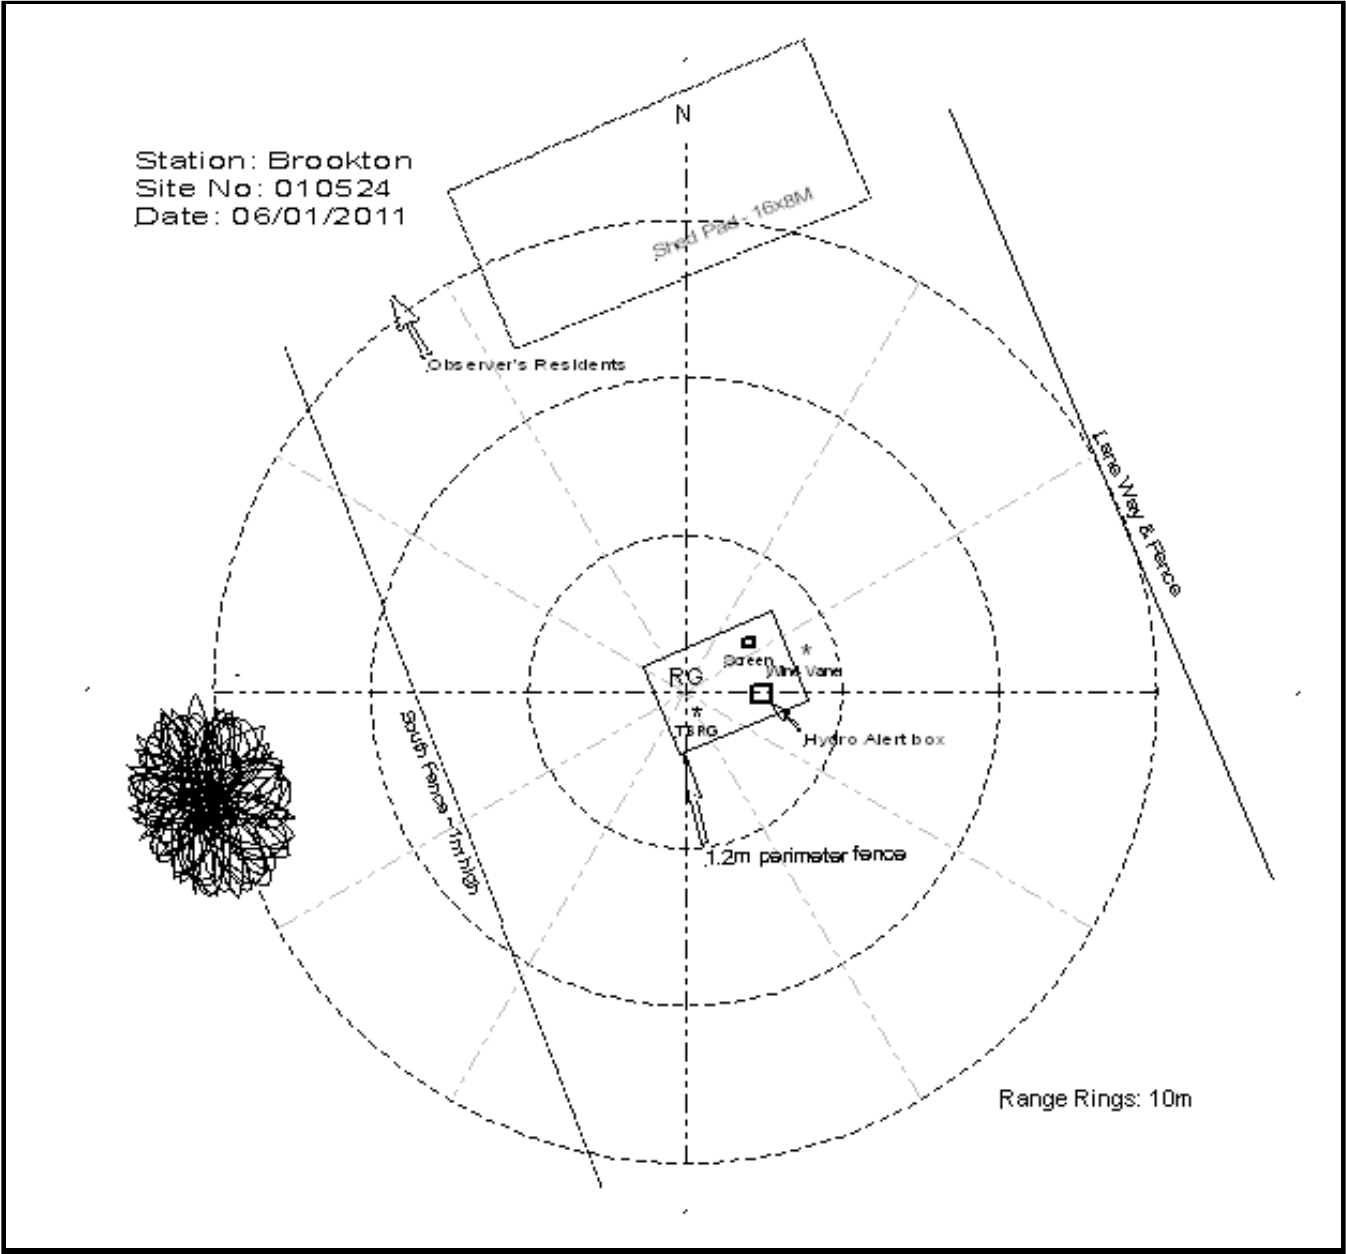 N
Station: Brookton
Site No: 010524
Date: 06/01/2011
Shed Pad - 16x8M
Observer's Residents
Lane Way & Fence
Screen
Wind Vane
RG
*
*
TBRG
Hydro Alert box
South Fence - 1m high
1.2m perimeter fence
Range Rings: 10m